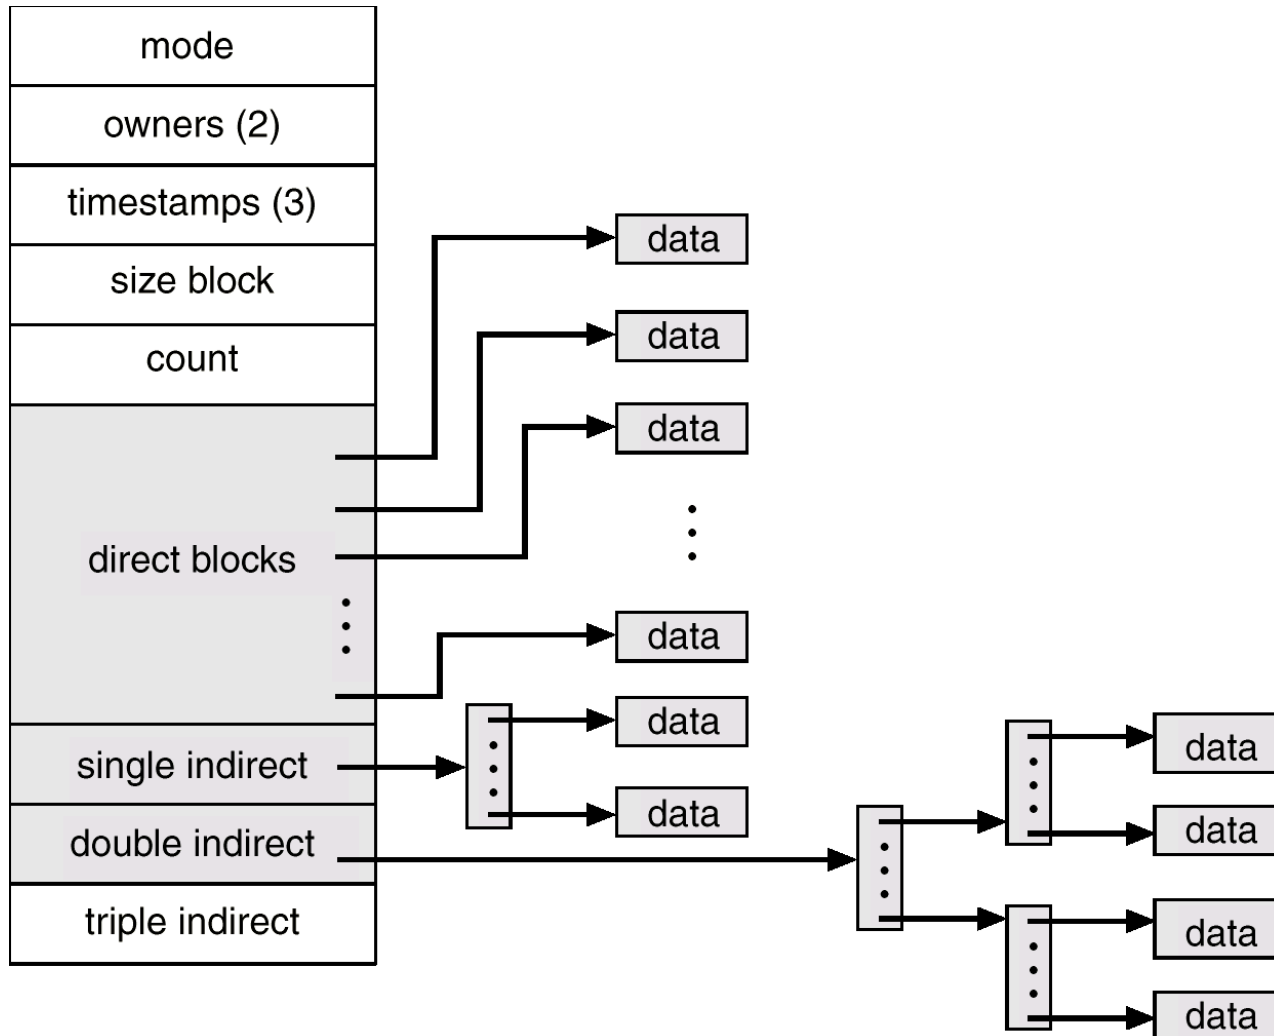 mode
owners (2)
timestamps (3)
size block
count
direct blocks
single indirect
double indirect
triple indirect
data
data
data
data
data
data
data
data
data
data